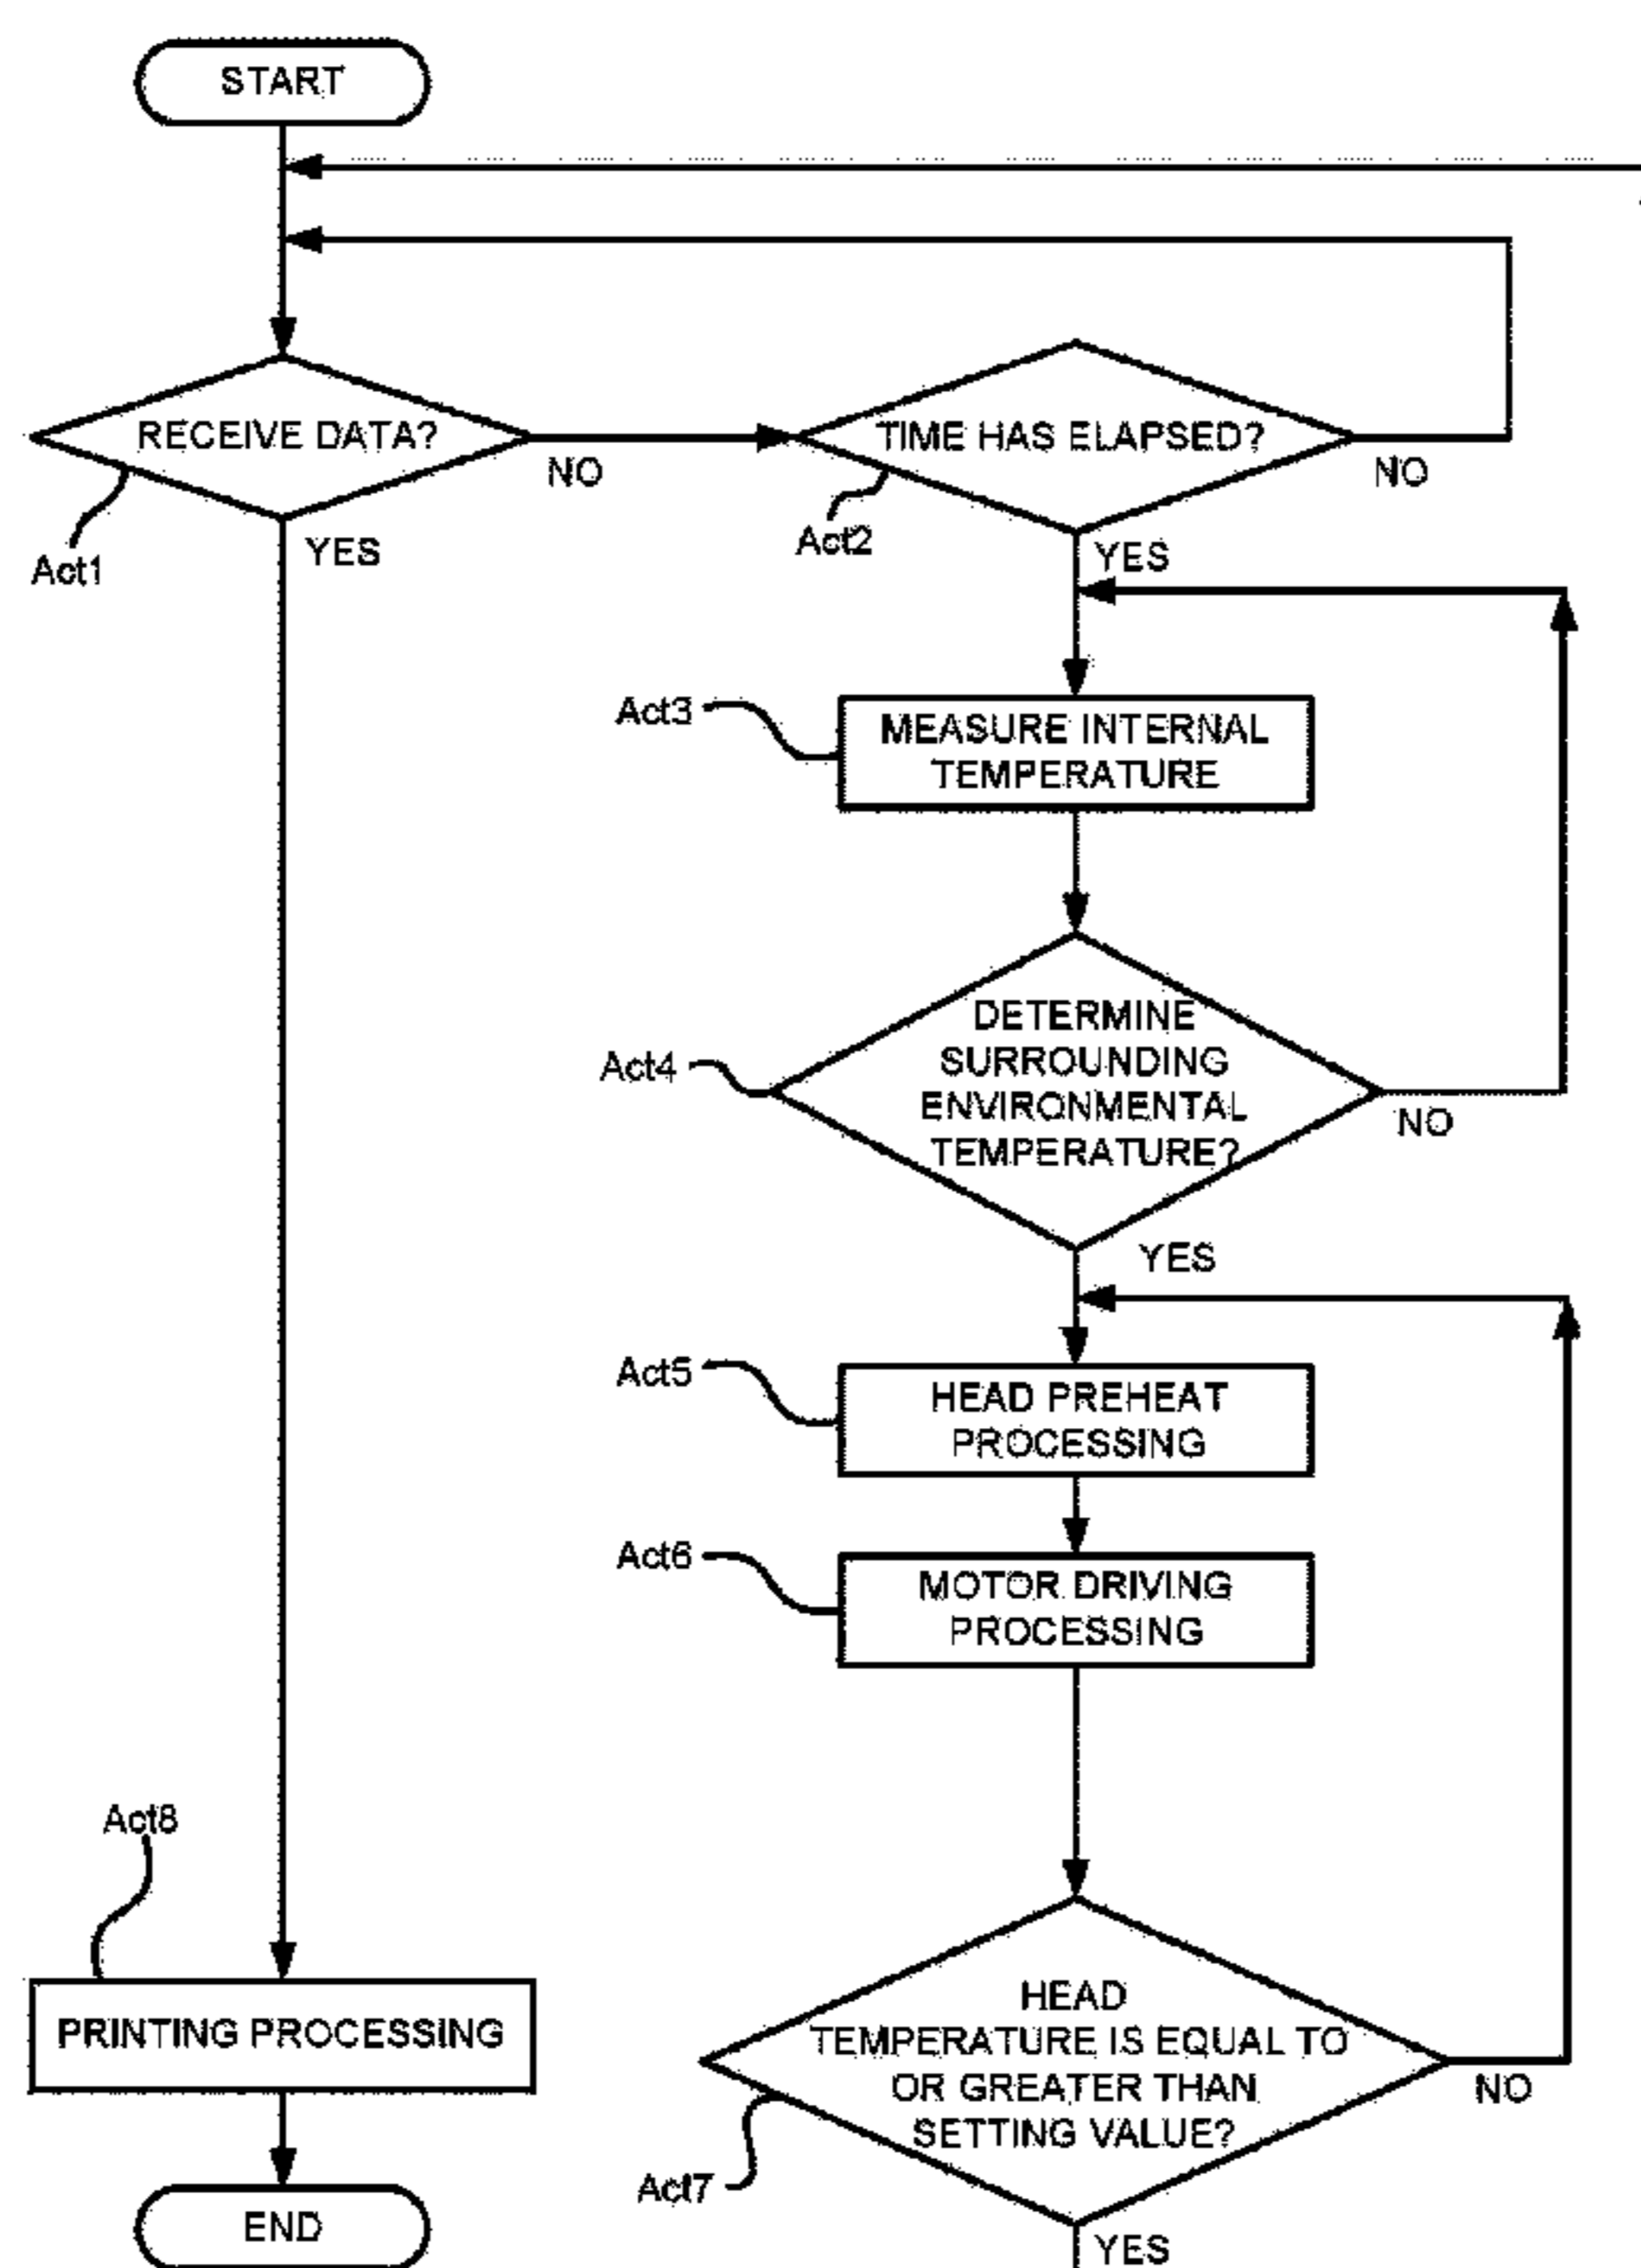 START
RECEIVE DATA?
NO
YES
Act1
TIME HAS ELAPSED?
NO
Act2
YES
Act3
MEASURE INTERNAL
TEMPERATURE
Act4
DETERMINE
SURROUNDING
ENVIRONMENTAL
TEMPERATURE?
NO
YES
Act5
HEAD PREHEAT
PROCESSING
Act6
MOTOR DRIVING
PROCESSING
Act8
PRINTING PROCESSING
HEAD
TEMPERATURE IS EQUAL TO
OR GREATER THAN
SETTING VALUE?
NO
Act7
END
YES